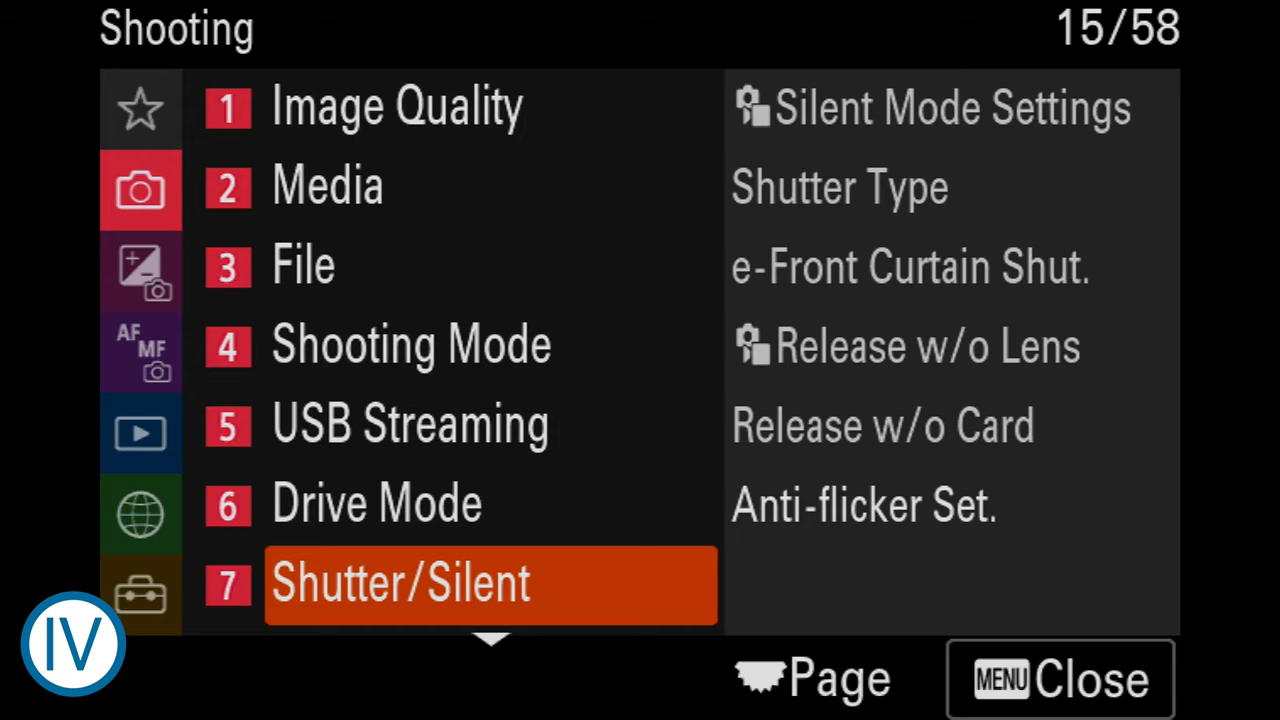 Shooting 15/58
1 Image Quality
2 Media
3 File
4 Shooting Mode
5 USB Streaming
6 Drive Mode
7 Shutter/Silent
AF
MF
Silent Mode Settings
Shutter Type
e-Front Curtain Shut.
Release w/o Lens
Release w/o Card
Anti-flicker Set.
IV
Page
MENU Close